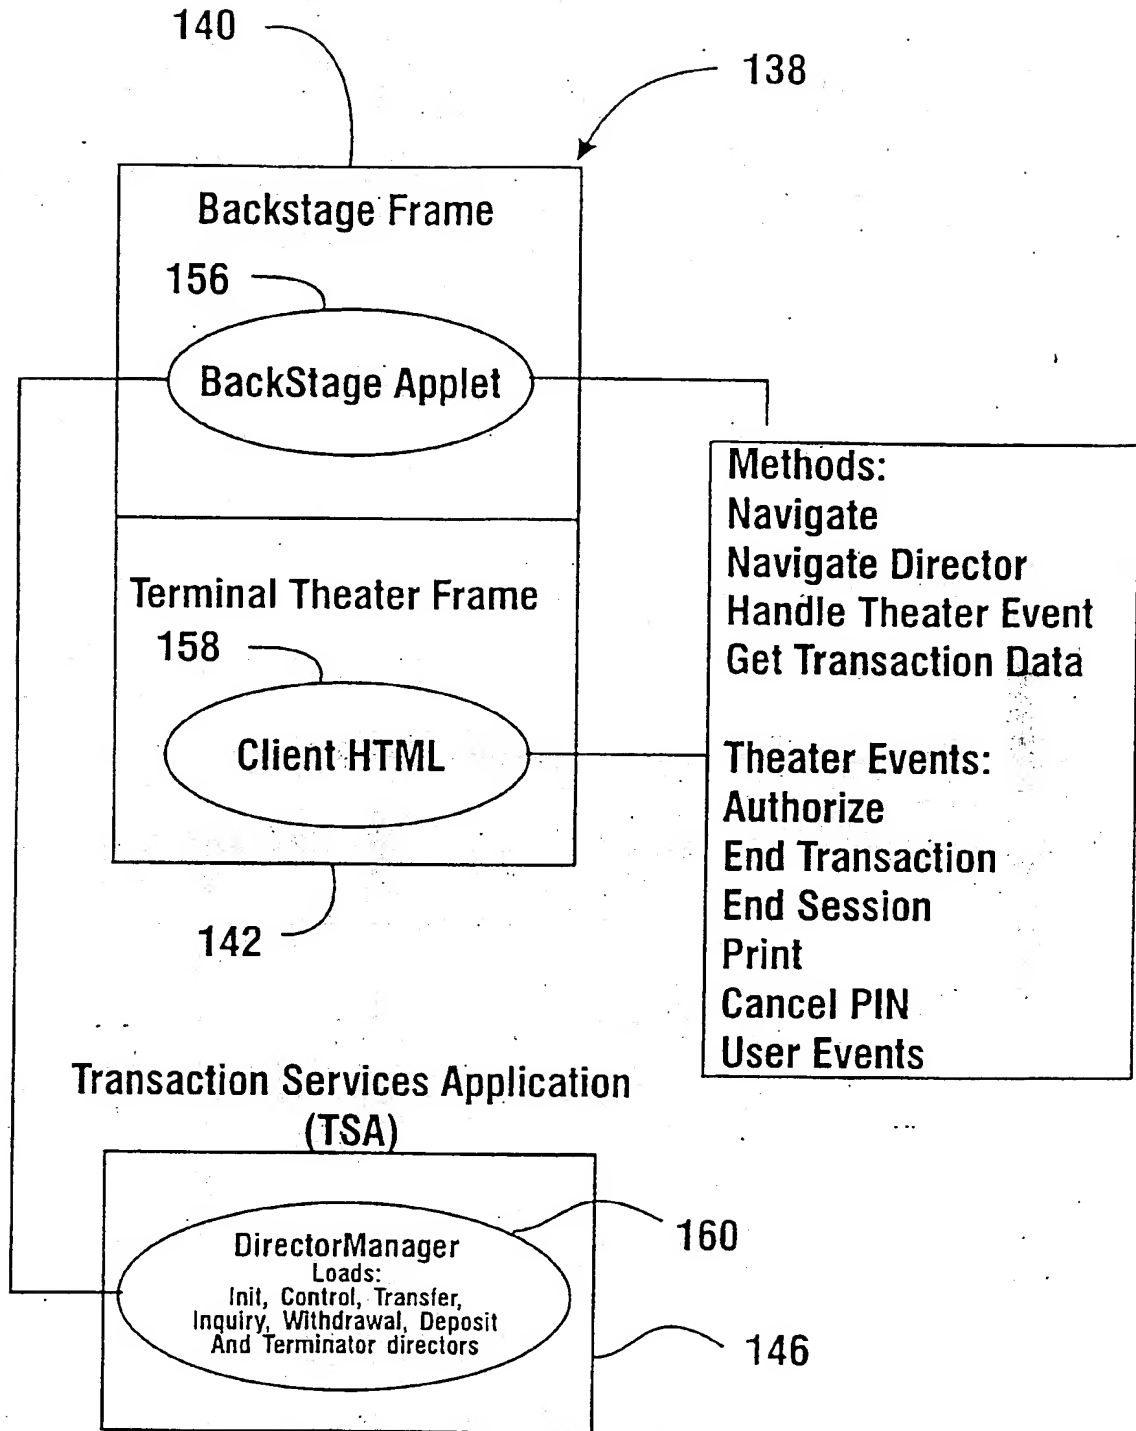 140
138
Backstage Frame
156
BackStage Applet
Methods:
Navigate
Navigate Director
Handle Theater Event
Get Transaction Data
Theater Events:
Authorize
End Transaction
End Session
Print
Cancel PIN
User Events
Terminal Theater Frame
158
Client HTML
142
Transaction Services Application
(TSA)
DirectorManager
Loads:
Init, Control, Transfer,
Inquiry, Withdrawal, Deposit
And Terminator directors
160
146